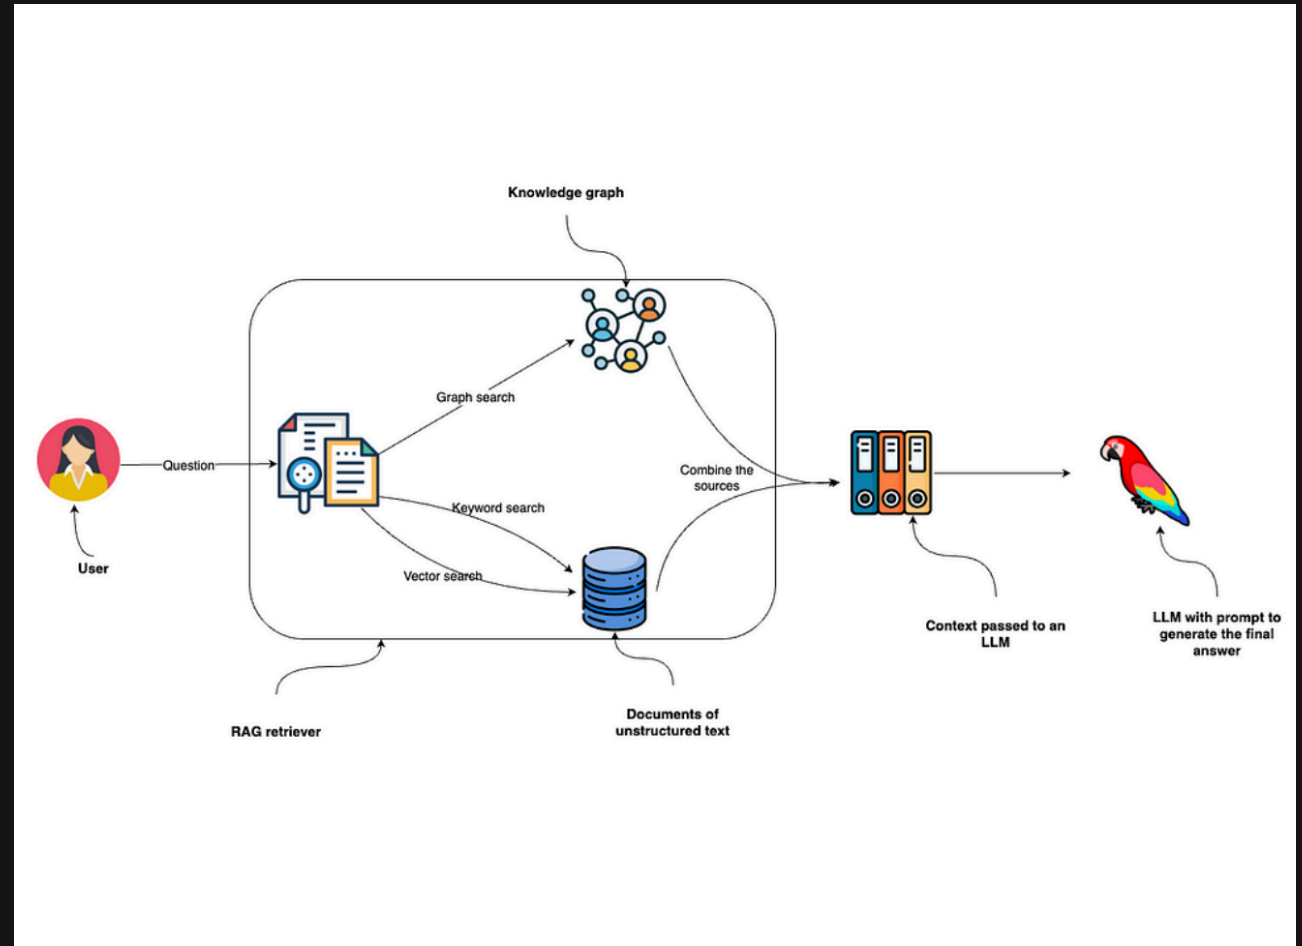 Knowledge graph
Graph search
Question
Combine the
sources
Keyword search
Vector search
User
Context passed to an
LLM
LLM with prompt to
generate the final
answer
RAG retriever
Documents of
unstructured text